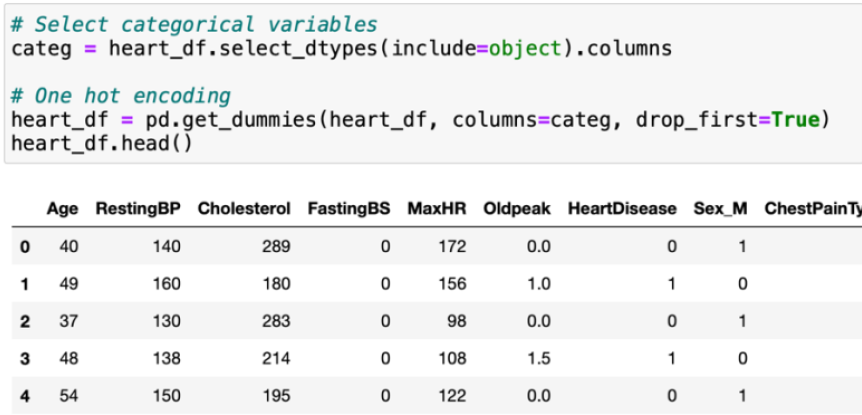 # Select categorical variables
categ = heart_df.select_dtypes(include=object).columns
# One hot encoding
heart_df = pd.get_dummies(heart_df, columns=categ, drop_first=True)
heart_df.head()
Age RestingBP Cholesterol FastingBS MaxHR Oldpeak HeartDisease Sex_M ChestPainTy
0 40 140 289 0 172 0.0 0 1
1 49 160 180 0 156 1.0 1 0
2 37 130 283 0 98 0.0 0 1
3 48 138 214 0 108 1.5 1 0
4 54 150 195 0 122 0.0 0 1